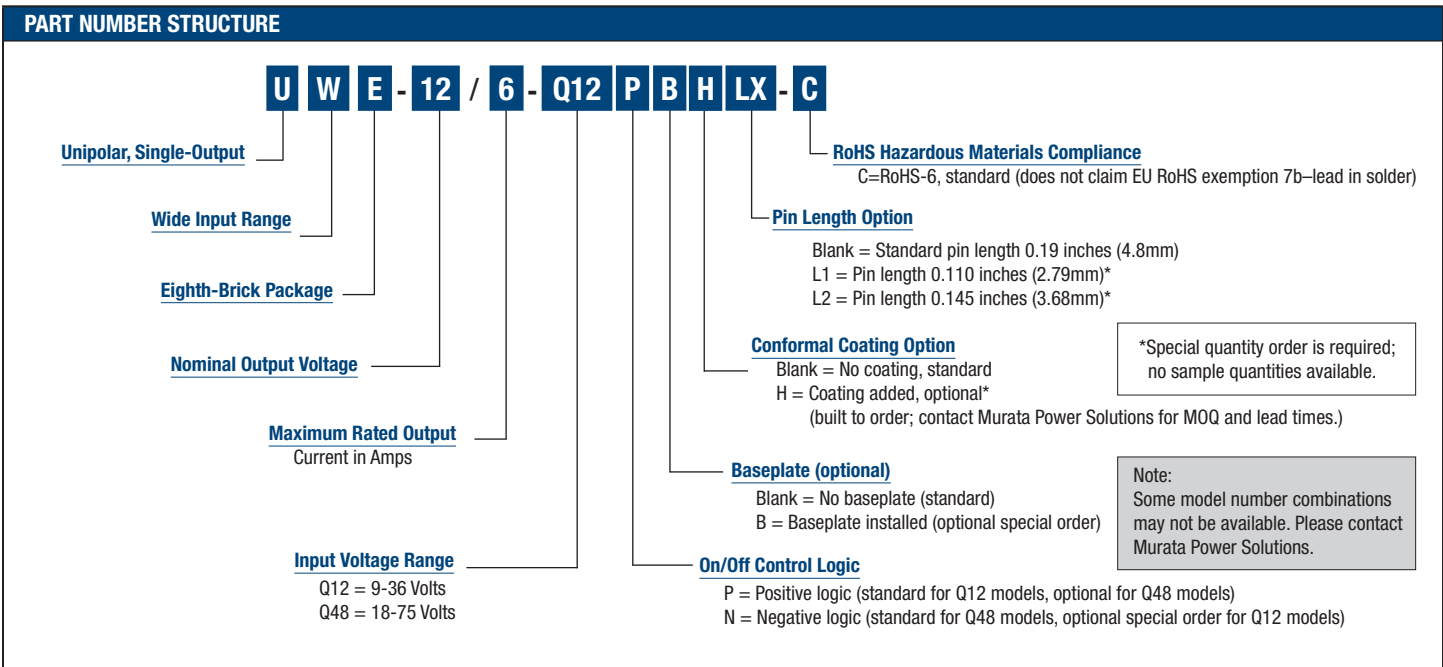 PART NUMBER STRUCTURE
U W E - 12 / 6 - Q12 P B H LX - C
Unipolar, Single-Output
RoHS Hazardous Materials Compliance
C=RoHS-6, standard (does not claim EU RoHS exemption 7b–lead in solder)
Wide Input Range
Pin Length Option
Blank = Standard pin length 0.19 inches (4.8mm)
L1 = Pin length 0.110 inches (2.79mm)*
L2 = Pin length 0.145 inches (3.68mm)*
Eighth-Brick Package
Nominal Output Voltage
Conformal Coating Option
Blank = No coating, standard
H = Coating added, optional*
(built to order; contact Murata Power Solutions for MOQ and lead times.)
*Special quantity order is required;
no sample quantities available.
Maximum Rated Output
Current in Amps
Baseplate (optional)
Blank = No baseplate (standard)
B = Baseplate installed (optional special order)
Note:
Some model number combinations
may not be available. Please contact
Murata Power Solutions.
Input Voltage Range
Q12 = 9-36 Volts
Q48 = 18-75 Volts
On/Off Control Logic
P = Positive logic (standard for Q12 models, optional for Q48 models)
N = Negative logic (standard for Q48 models, optional special order for Q12 models)